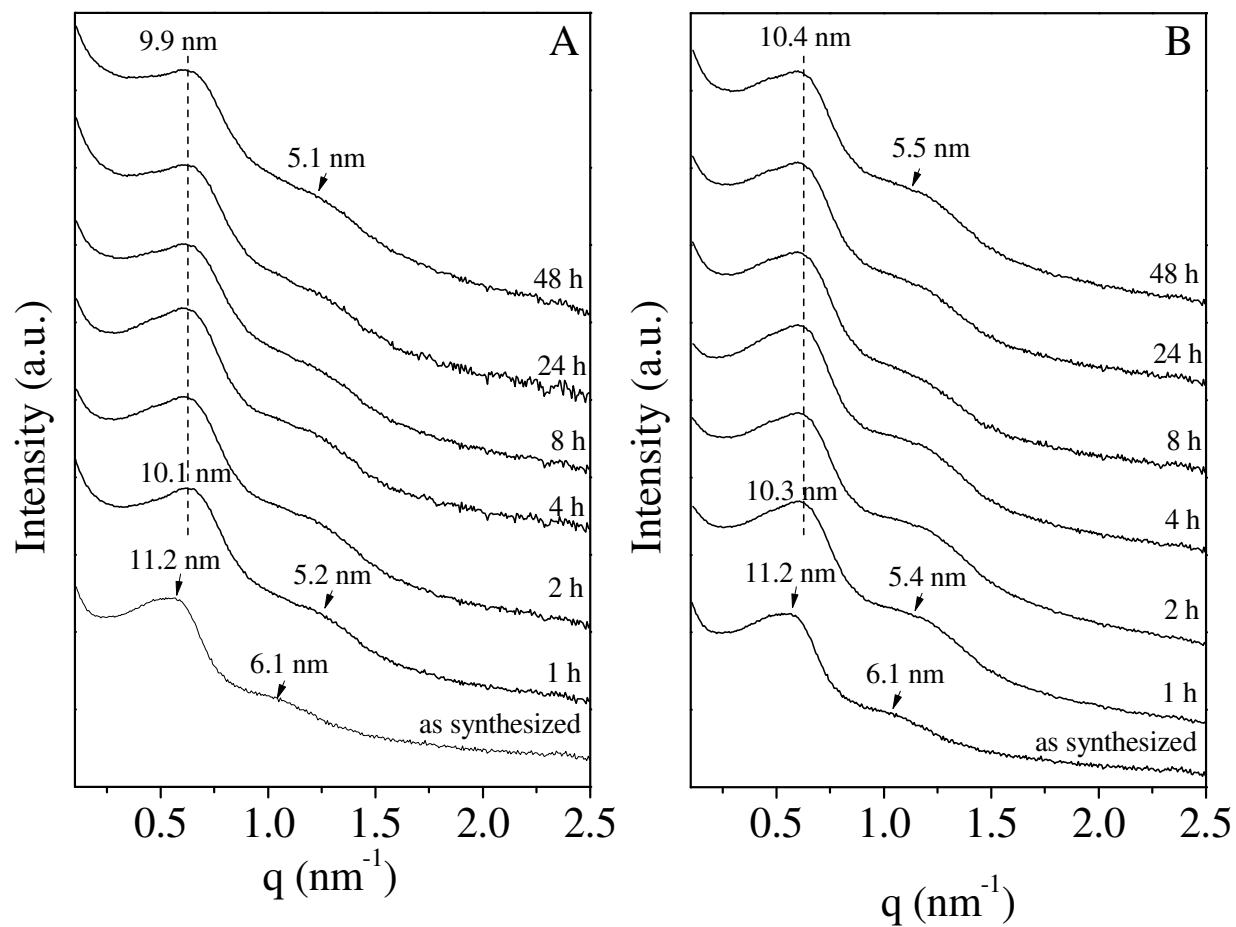 A
9.9 nm
5.1 nm
48 h
24 h
8 h
4 h
10.1 nm
2 h
11.2 nm
5.2 nm
1 h
6.1 nm
as synthesized
Intensity (a.u.)
0.5 1.0 1.5 2.0 2.5
q (nm⁻¹)
B
10.4 nm
5.5 nm
48 h
24 h
8 h
4 h
10.3 nm
2 h
11.2 nm
5.4 nm
1 h
6.1 nm
as synthesized
Intensity (a.u.)
0.5 1.0 1.5 2.0 2.5
q (nm⁻¹)